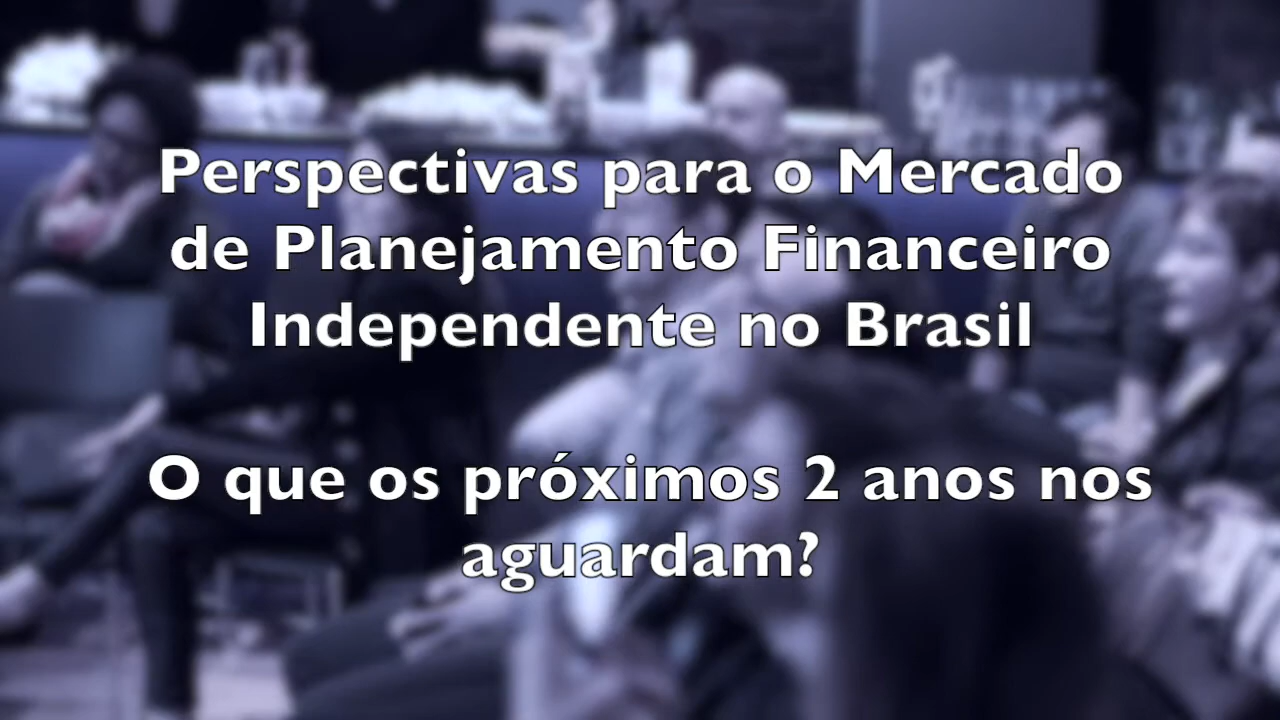 Perspectivas para o Mercado
de Planejamento Financeiro
Independente no Brasil
O que os próximos 2 anos nos
aguardam?